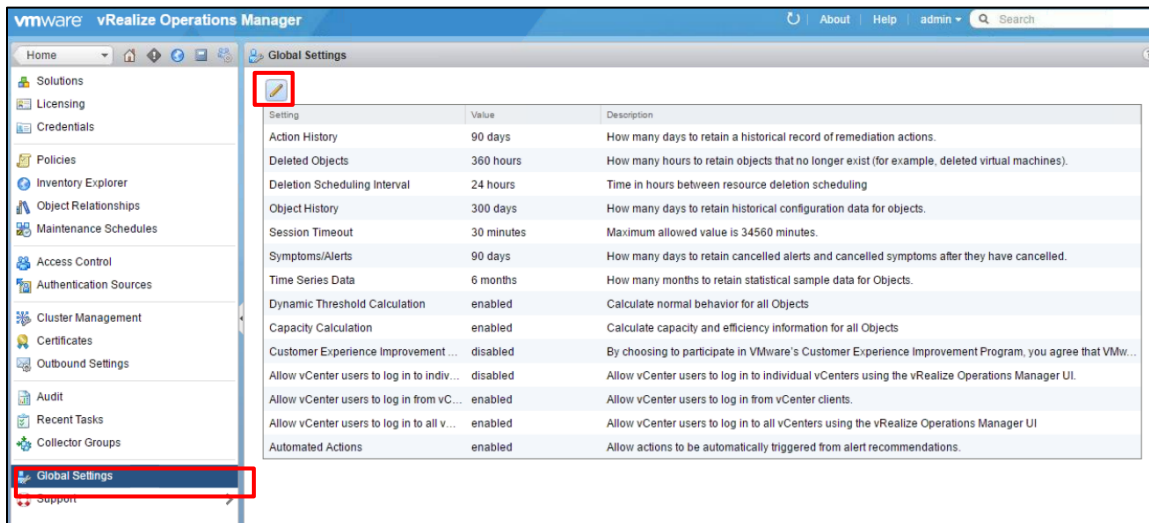 vmware vRealize Operations Manager
About Help admin Search
Home
Global Settings
Solutions
Licensing
Credentials
Policies
Inventory Explorer
Object Relationships
Maintenance Schedules
Access Control
Authentication Sources
Cluster Management
Certificates
Outbound Settings
Audit
Recent Tasks
Collector Groups
Global Settings
Support
Setting Value Description
Action History 90 days How many days to retain a historical record of remediation actions.
Deleted Objects 360 hours How many hours to retain objects that no longer exist (for example, deleted virtual machines).
Deletion Scheduling Interval 24 hours Time in hours between resource deletion scheduling
Object History 300 days How many days to retain historical configuration data for objects.
Session Timeout 30 minutes Maximum allowed value is 34560 minutes.
Symptoms/Alerts 90 days How many days to retain cancelled alerts and cancelled symptoms after they have cancelled.
Time Series Data 6 months How many months to retain statistical sample data for Objects.
Dynamic Threshold Calculation enabled Calculate normal behavior for all Objects
Capacity Calculation enabled Calculate capacity and efficiency information for all Objects
Customer Experience Improvement ... disabled By choosing to participate in VMware's Customer Experience Improvement Program, you agree that VMw...
Allow vCenter users to log in to indiv... disabled Allow vCenter users to log in to individual vCenters using the vRealize Operations Manager UI.
Allow vCenter users to log in from vC... enabled Allow vCenter users to log in from vCenter clients.
Allow vCenter users to log in to all v... enabled Allow vCenter users to log in to all vCenters using the vRealize Operations Manager UI
Automated Actions enabled Allow actions to be automatically triggered from alert recommendations.